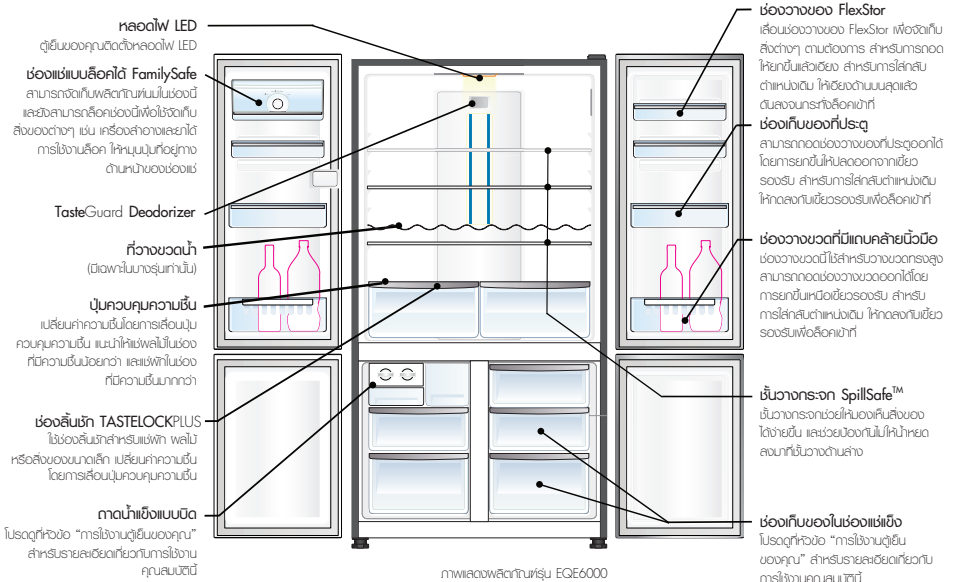 หลอดไฟ LED
ตู้เย็นของคุณติดตั้งหลอดไฟ LED
ช่องแช่แบบล็อคได้ FamilySafe
สามารถจัดเก็บผลิตภัณฑ์นมในช่องนี้
และยังสามารถล็อคช่องนี้เพื่อใช้จัดเก็บ
สิ่งของต่างๆ เช่น เครื่องสำอางและยาได้
การใช้งานล็อค ให้หมุนปุ่มที่อยู่ทาง
ด้านหน้าของช่องแช่
TasteGuard Deodorizer
ที่วางขวดน้ำ
(มีเฉพาะในบางรุ่นเท่านั้น)
ปุ่มควบคุมความชื้น
เปลี่ยนค่าความชื้นโดยการเลื่อนปุ่ม
ควบคุมความชื้น แนะนำให้แช่ผลไม้ในช่อง
ที่มีความชื้นน้อยกว่า และแช่ผักในช่อง
ที่มีความชื้นมากกว่า
ช่องลิ้นชัก TASTELOCKPLUS
ใช้ช่องลิ้นชักสำหรับแช่ผัก ผลไม้
หรือสิ่งของขนาดเล็ก เปลี่ยนค่าความชื้น
โดยการเลื่อนปุ่มควบคุมความชื้น
ถาดน้ำแข็งแบบบิด
โปรดดูที่หัวข้อ “การใช้งานตู้เย็นของคุณ”
สำหรับรายละเอียดเกี่ยวกับการใช้งาน
คุณสมบัตินี้
ภาพแสดงผลิตภัณฑ์รุ่น EQE6000
ช่องวางของ FlexStor
เลื่อนช่องวางของ FlexStor เพื่อจัดเก็บ
สิ่งต่างๆ ตามต้องการ สำหรับการถอด
ให้ยกขึ้นแล้วเอียง สำหรับการใส่กลับ
ตำแหน่งเดิม ให้เอียงด้านบนสุดแล้ว
ดันลงจนกระทั่งล็อคเข้าที่
ช่องเก็บของที่ประตู
สามารถถอดช่องวางของที่ประตูออกได้
โดยการยกขึ้นให้ปลดออกจากเขี้ยว
รองรับ สำหรับการใส่กลับตำแหน่งเดิม
ให้กดลงกับเขี้ยวรองรับเพื่อล็อคเข้าที่
ช่องวางขวดที่มีแถบคล้ายนิ้วมือ
ช่องวางขวดนี้ใช้สำหรับวางขวดทรงสูง
สามารถถอดช่องวางขวดออกได้โดย
การยกขึ้นเหนือเขี้ยวรองรับ สำหรับ
การใส่กลับตำแหน่งเดิม ให้กดลงกับเขี้ยว
รองรับเพื่อล็อคเข้าที่
ชั้นวางกระจก SpillSafe™
ชั้นวางกระจกช่วยให้มองเห็นสิ่งของ
ได้ง่ายขึ้น และช่วยป้องกันไม่ให้น้ำหยด
ลงมาที่ชั้นวางด้านล่าง
ช่องเก็บของในช่องแช่แข็ง
โปรดดูที่หัวข้อ “การใช้งานตู้เย็น
ของคุณ” สำหรับรายละเอียดเกี่ยวกับ
การใช้งานคุณสมบัตินี้